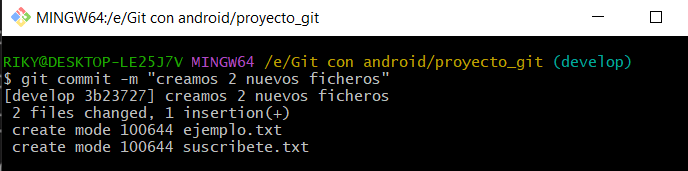 MINGW64:/e/Git con android/proyecto_git
RIKY@DESKTOP-LE25J7V MINGW64 /e/Git con android/proyecto_git (develop)
$ git commit -m "creamos 2 nuevos ficheros"
[develop 3b23727] creamos 2 nuevos ficheros
 2 files changed, 1 insertion(+)
 create mode 100644 ejemplo.txt
 create mode 100644 suscribete.txt